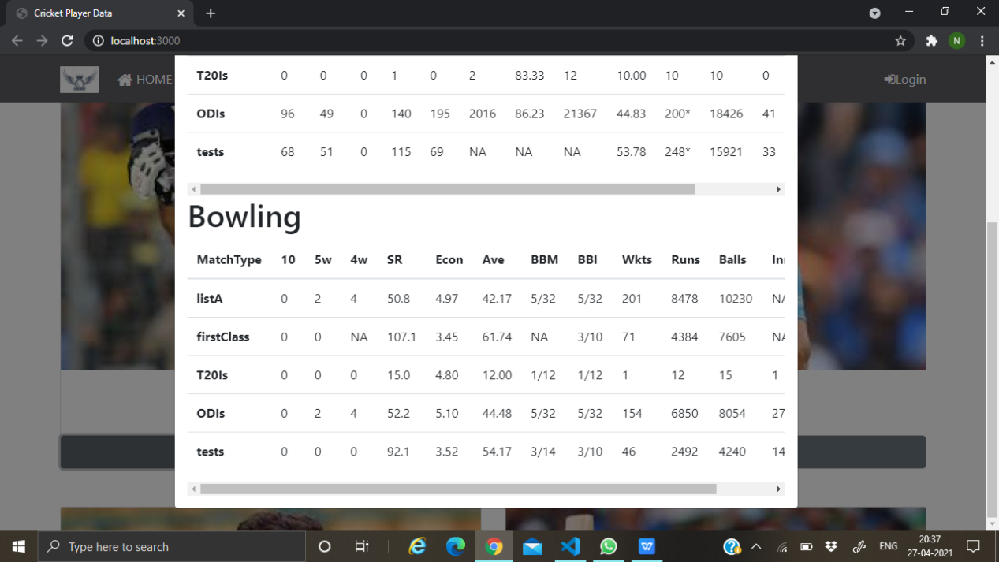 Cricket Player Data
localhost:3000
N
HOME
Login
T20Is 0 0 0 1 0 2 83.33 12 10.00 10 10 0
ODIs 96 49 0 140 195 2016 86.23 21367 44.83 200* 18426 41
tests 68 51 0 115 69 NA NA NA 53.78 248* 15921 33
Bowling
MatchType 10 5w 4w SR Econ Ave BBM BBI Wkts Runs Balls
listA 0 2 4 50.8 4.97 42.17 5/32 5/32 201 8478 10230 NA
firstClass 0 0 NA 107.1 3.45 61.74 NA 3/10 71 4384 7605 NA
T20Is 0 0 0 15.0 4.80 12.00 1/12 1/12 1 12 15 1
ODIs 0 2 4 52.2 5.10 44.48 5/32 5/32 154 6850 8054 27
tests 0 0 0 92.1 3.52 54.17 3/14 3/10 46 2492 4240 14
Type here to search
ENG
20:37
27-04-2021